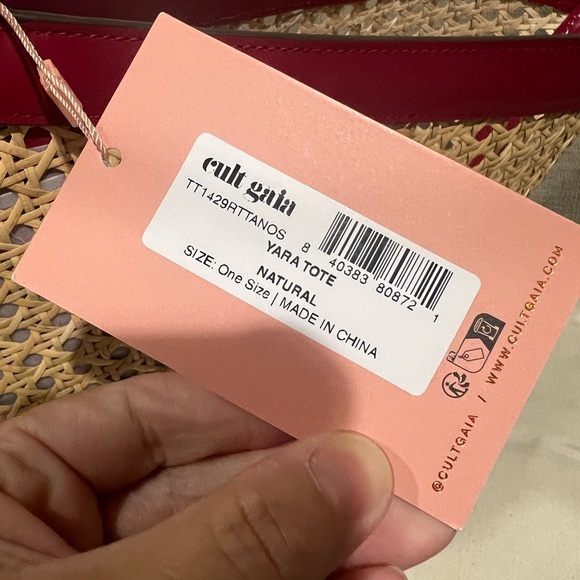 cult gaia
TT1429RTTANOS
8 40383 80872 1
YARA TOTE
NATURAL
SIZE: One Size | MADE IN CHINA
@CULTGAIA / WWW.CULTGAIA.COM